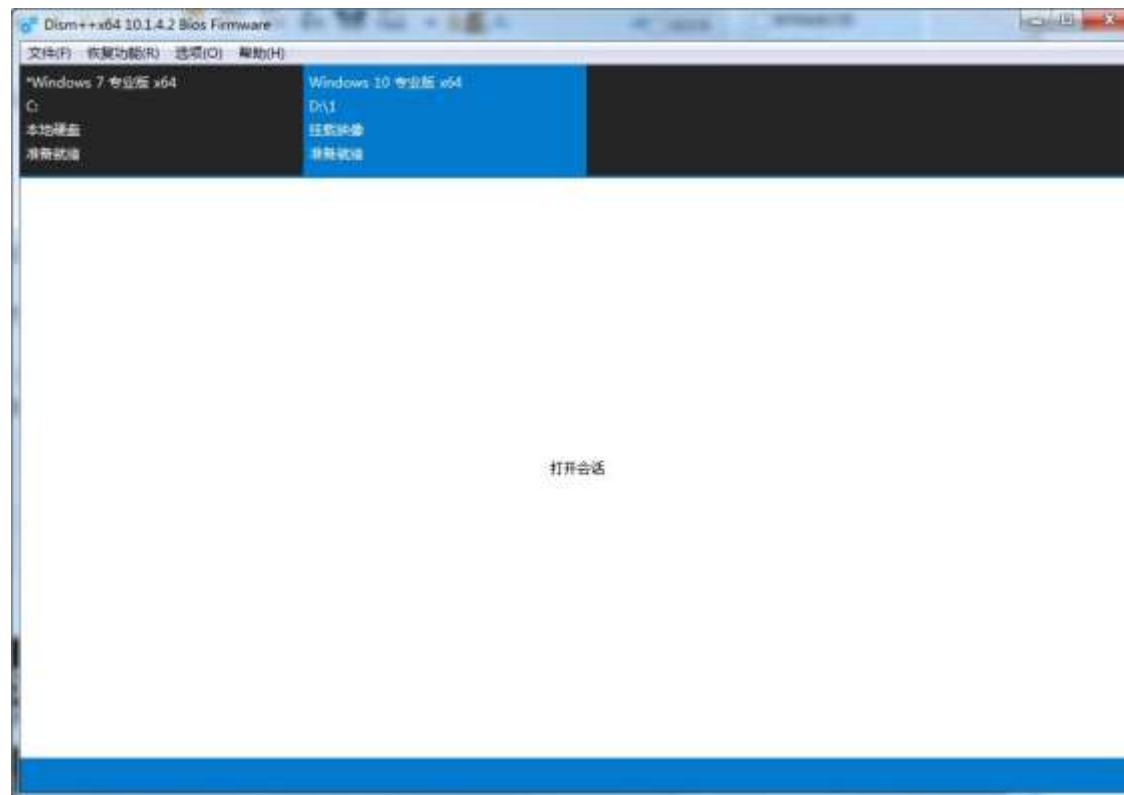 Dism++x64 10.1.4.2 Bios Firmware
文件(F) 恢复功能(R) 选项(O) 帮助(H)
*Windows 7 专业版 x64
C:
本地硬盘
准备就绪
Windows 10 专业版 x64
D:\1
挂载映像
准备就绪
打开会话